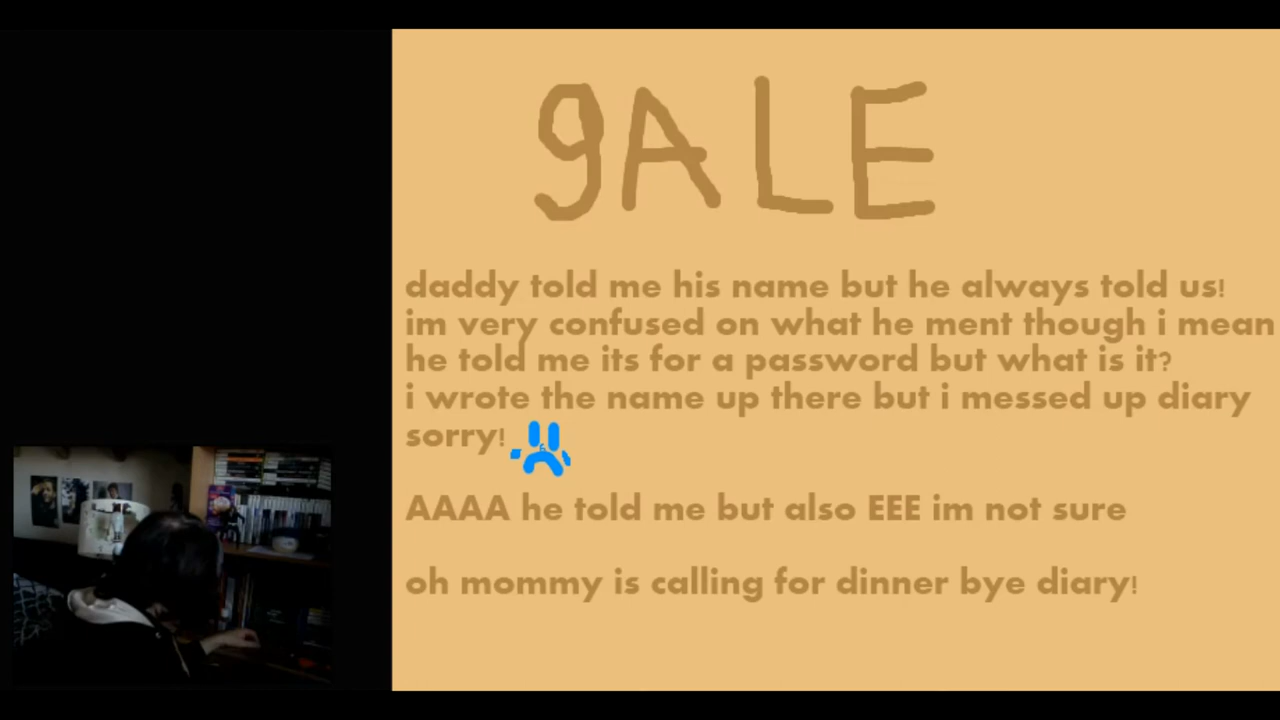 gALE
daddy told me his name but he always told us!
im very confused on what he ment though i mean
he told me its for a password but what is it?
i wrote the name up there but i messed up diary
sorry!
AAAA he told me but also EEE im not sure
oh mommy is calling for dinner bye diary!